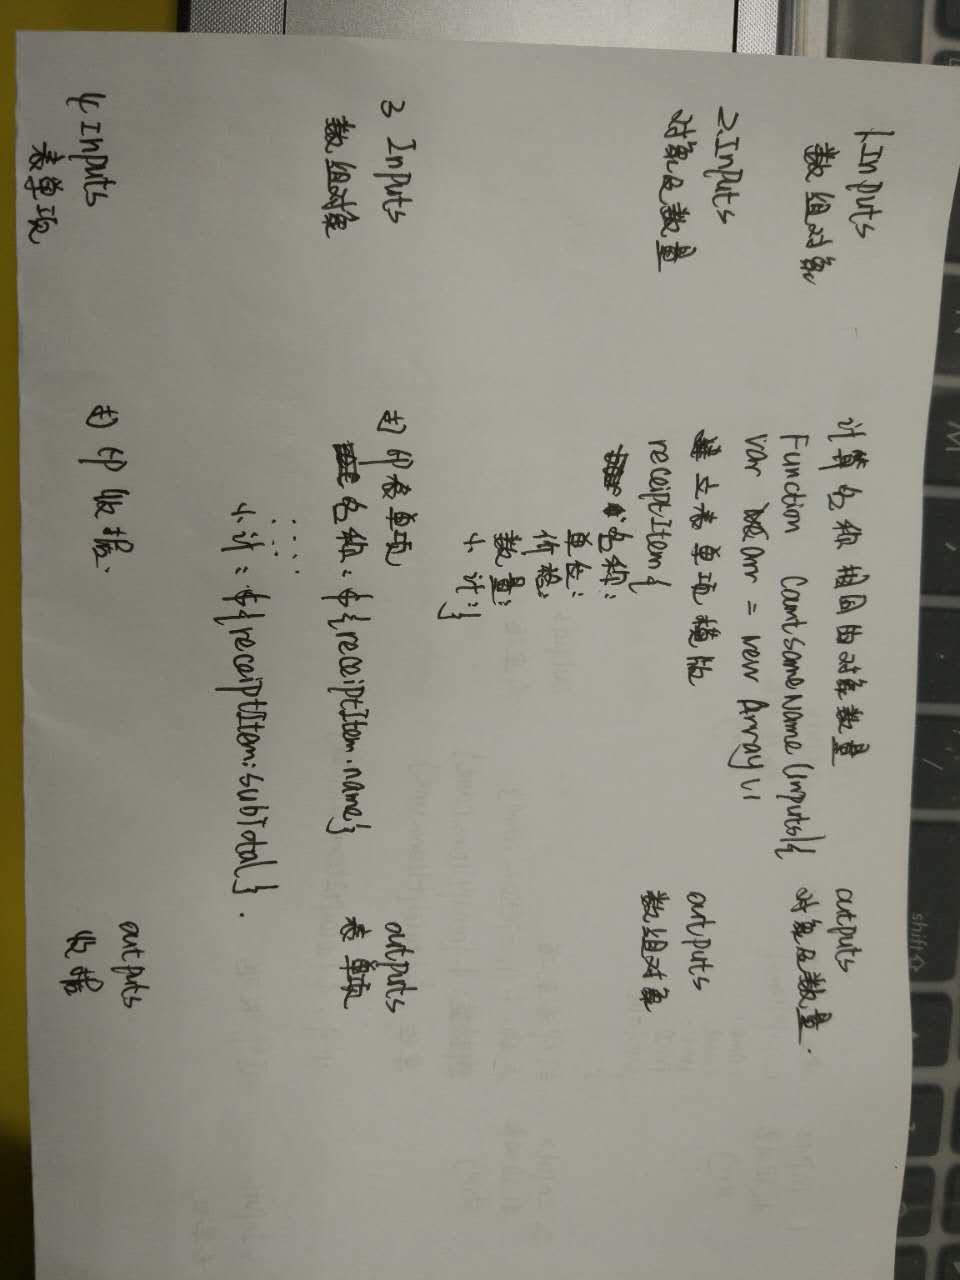 1.Inputs
数组对象
计算名称相同的对象数量
Function CountsameName(inputs){
var arr = new Array();
outputs
对象及数量.
2.Inputs
对象及数量
建立表单项模版
receiptItem{
名称:
单位:
价格:
数量:
小计:}
outputs
数组对象
3 Inputs
数组对象
打印表单项
名称:${receiptItem.name}
......
小计:${receiptItem.subTotal}.
outputs
表单项
4 Inputs
表单项
打印收据.
outputs
收据
shift